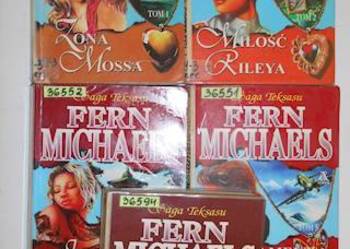 TOM 1
ŻONA
MOSSA
TOM 2
MIŁOŚĆ
RILEYA
36552
Saga Teksasu
FERN
MICHAELS
36551
Saga Teksasu
FERN
MICHAELS
36594
Saga Teksasu
FERN